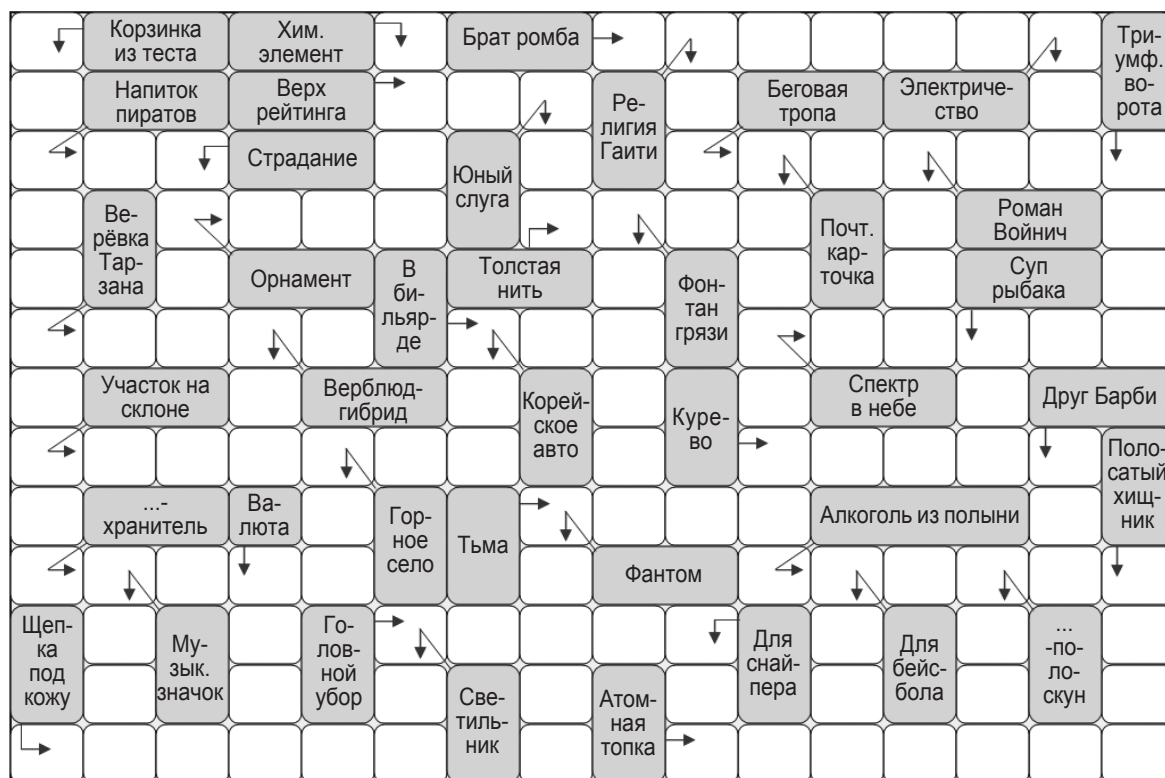 Корзинка
из теста
Хим.
элемент
Брат ромба
Три-
умф.
во-
рота
Напиток
пиратов
Верх
рейтинга
Ре-
лигия
Гаити
Беговая
тропа
Электриче-
ство
Страдание
Юный
слуга
Ве-
рёвка
Тар-
зана
Почт.
кар-
точка
Роман
Войнич
Орнамент
В
би-
льяр-
де
Толстая
нить
Фон-
тан
грязи
Суп
рыбака
Участок на
склоне
Верблюд-
гибрид
Корей-
ское
авто
Куре-
во
Спектр
в небе
Друг Барби
Поло-
сатый
хищ-
ник
...-
хранитель
Ва-
люта
Гор-
ное
село
Тьма
Алкоголь из полыни
Фантом
Щеп-
ка
под
кожу
Му-
зык.
значок
Го-
лов-
ной
убор
Для
снай-
пера
Для
бейс-
бола
...
-по-
ло-
скун
Све-
тиль-
ник
Атом-
ная
топка